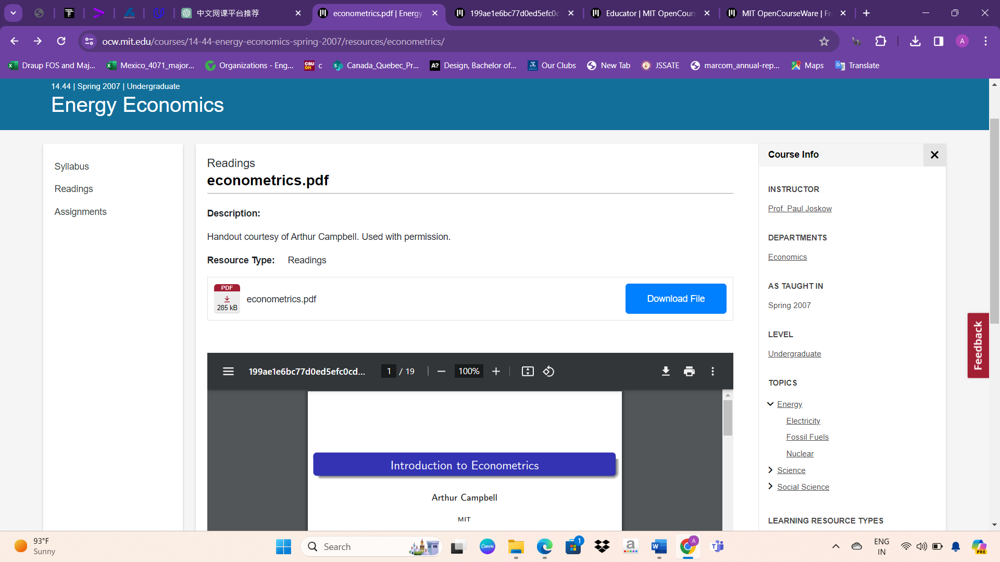 中文网课平台推荐
econometrics.pdf | Energy
199ae1e6bc77d0ed5efc0c
Educator | MIT OpenCours
MIT OpenCourseWare | Fr
ocw.mit.edu/courses/14-44-energy-economics-spring-2007/resources/econometrics/
A
Draup FOS and Maj...
Mexico_4071_major...
Organizations - Eng...
c
Canada_Quebec_Pr...
Design, Bachelor of...
Our Clubs
New Tab
JSSATE
marcom_annual-rep...
Maps
Translate
14.44 | Spring 2007 | Undergraduate
Energy Economics
Syllabus
Readings
Assignments
Readings
econometrics.pdf
Description:
Handout courtesy of Arthur Campbell. Used with permission.
Resource Type: Readings
PDF
285 kB
econometrics.pdf
Download File
199ae1e6bc77d0ed5efc0cd...
1 / 19
100%
Introduction to Econometrics
Arthur Campbell
MIT
Course Info
INSTRUCTOR
Prof. Paul Joskow
DEPARTMENTS
Economics
AS TAUGHT IN
Spring 2007
LEVEL
Undergraduate
TOPICS
Energy
Electricity
Fossil Fuels
Nuclear
Science
Social Science
LEARNING RESOURCE TYPES
Feedback
93°F
Sunny
Search
Canva
1
a
W
A
T
ENG
IN
PRE